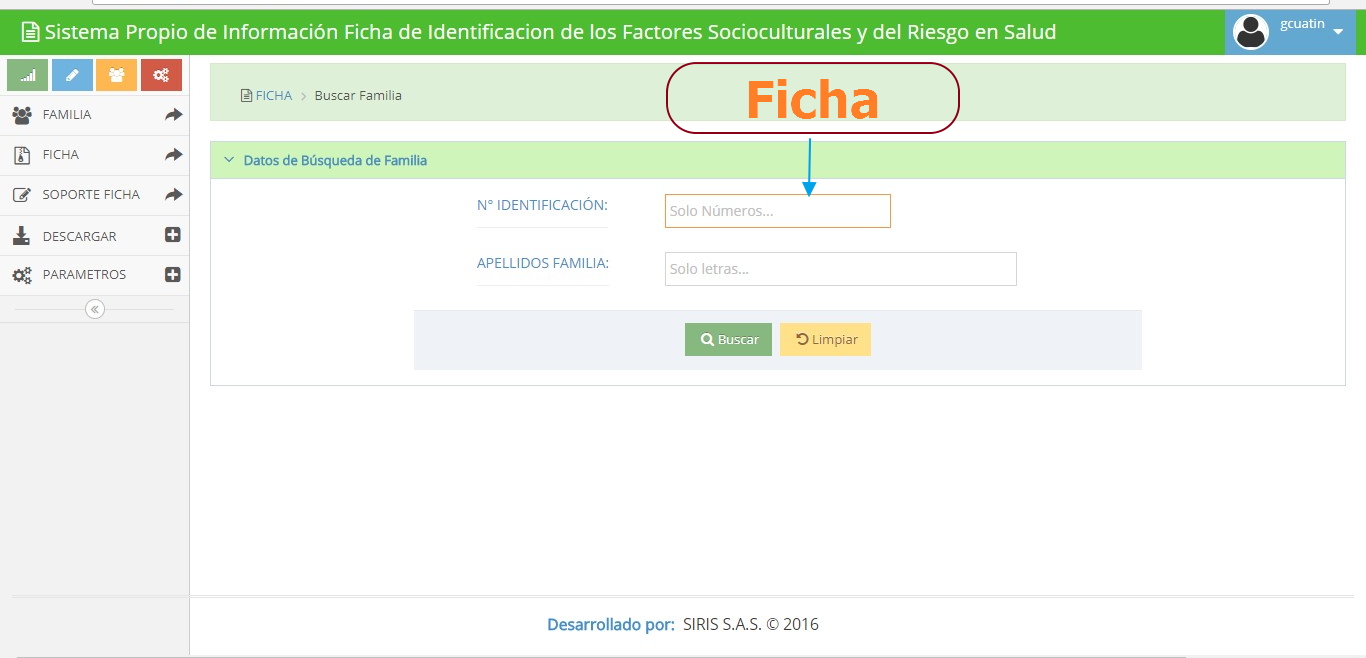 Sistema Propio de Información Ficha de Identificacion de los Factores Socioculturales y del Riesgo en Salud
gcuatin
FICHA > Buscar Familia
Ficha
FAMILIA
FICHA
SOPORTE FICHA
DESCARGAR
PARAMETROS
Datos de Búsqueda de Familia
N° IDENTIFICACIÓN:
Solo Números...
APELLIDOS FAMILIA:
Solo letras...
Buscar
Limpiar
Desarrollado por: SIRIS S.A.S. © 2016